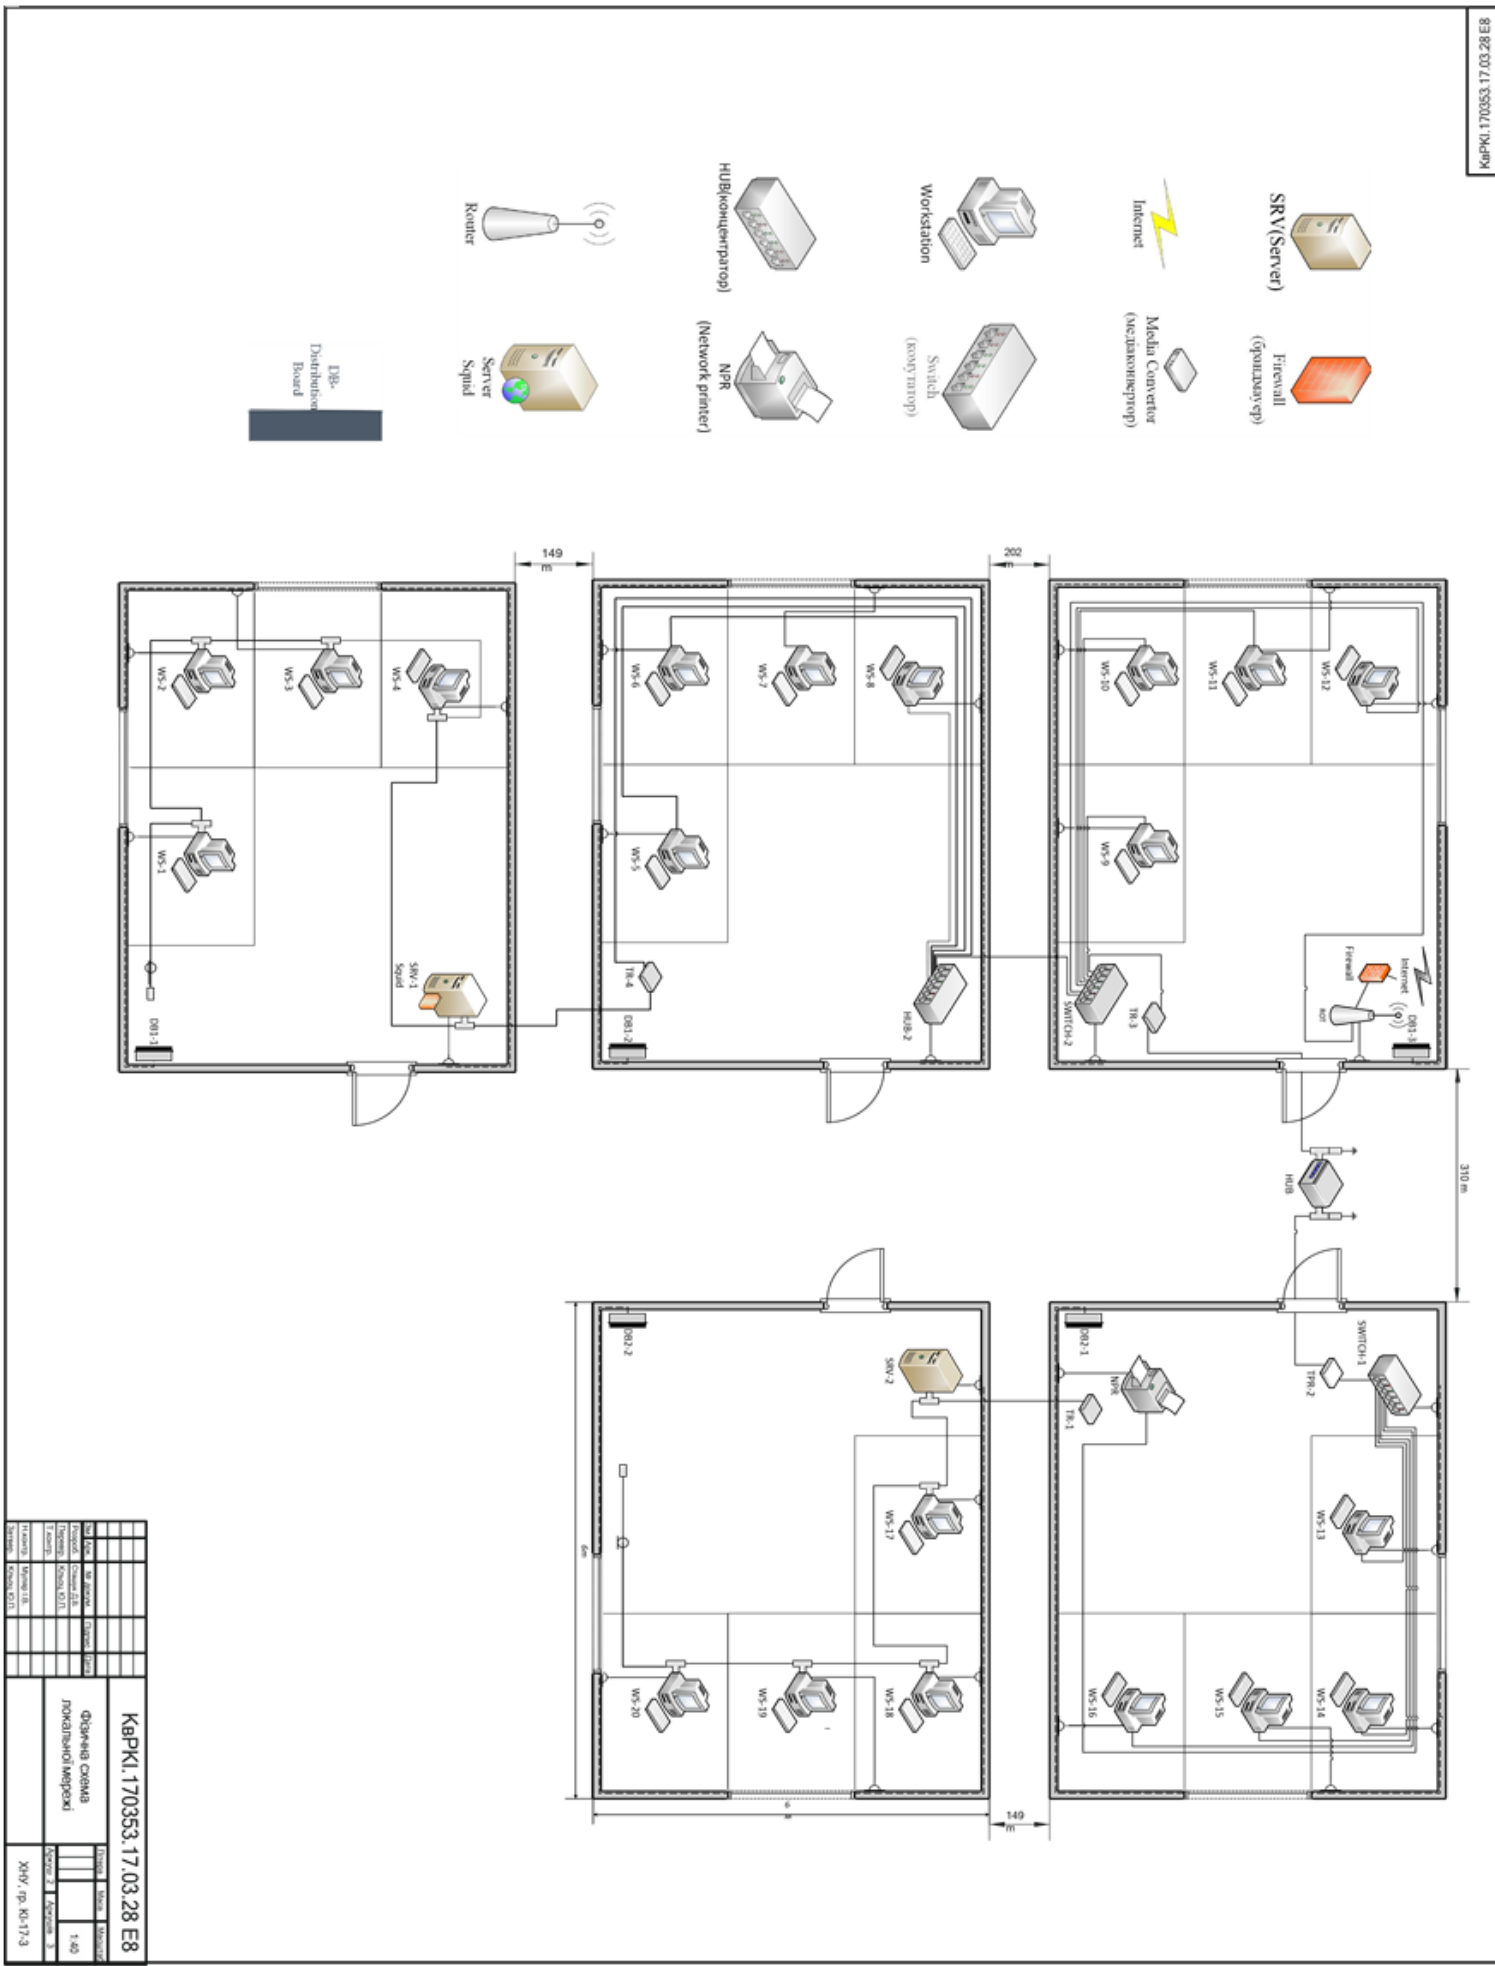 КвРКІ.170353.17.03.28 Е8
SRV(Server)
Internet
Workstation
HUB(концентратор)
Router
Firewall
(брандмауер)
Media Convertor
(медіаконвертор)
Switch
(комутатор)
NPR
(Network printer)
Server
Squid
DB-
Distribution
Board
149
m
202
m
WS-2
WS-3
WS-4
WS-1
SRV-1
Squid
DB1-1
WS-6
WS-7
WS-8
WS-5
TR-4
DB1-2
HUB-2
WS-10
WS-11
WS-12
WS-9
SWITCH-2
TR-3
Firewall
Internet
DB1-3
310 m
HUB
DB2-2
SRV-2
WS-17
WS-18
WS-19
WS-20
6m
DB2-1
NPR
TR-1
TPR-2
SWITCH-1
WS-13
WS-14
WS-15
WS-16
149
m
КвРКІ.170353.17.03.28 Е8
Фізична схема
локальної мережі
1:40
ХНУ, гр. КІ-17-3